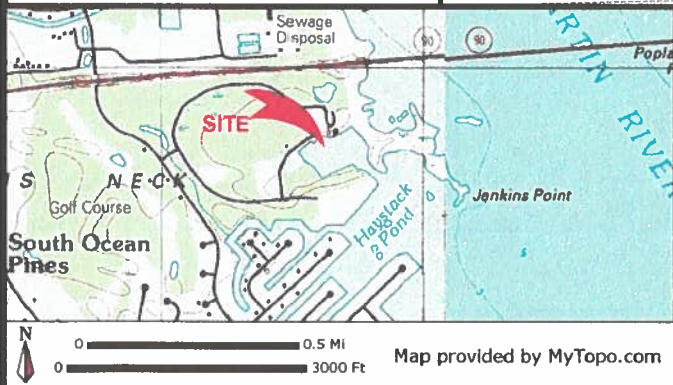 Sewage
Disposal
90
90
RTIN RIVER
Popla
SITE
S NECK
Golf Course
Jenkins Point
Haystack
Pond
South Ocean
Pines
N
0 0.5 Mi
0 3000 Ft
Map provided by MyTopo.com